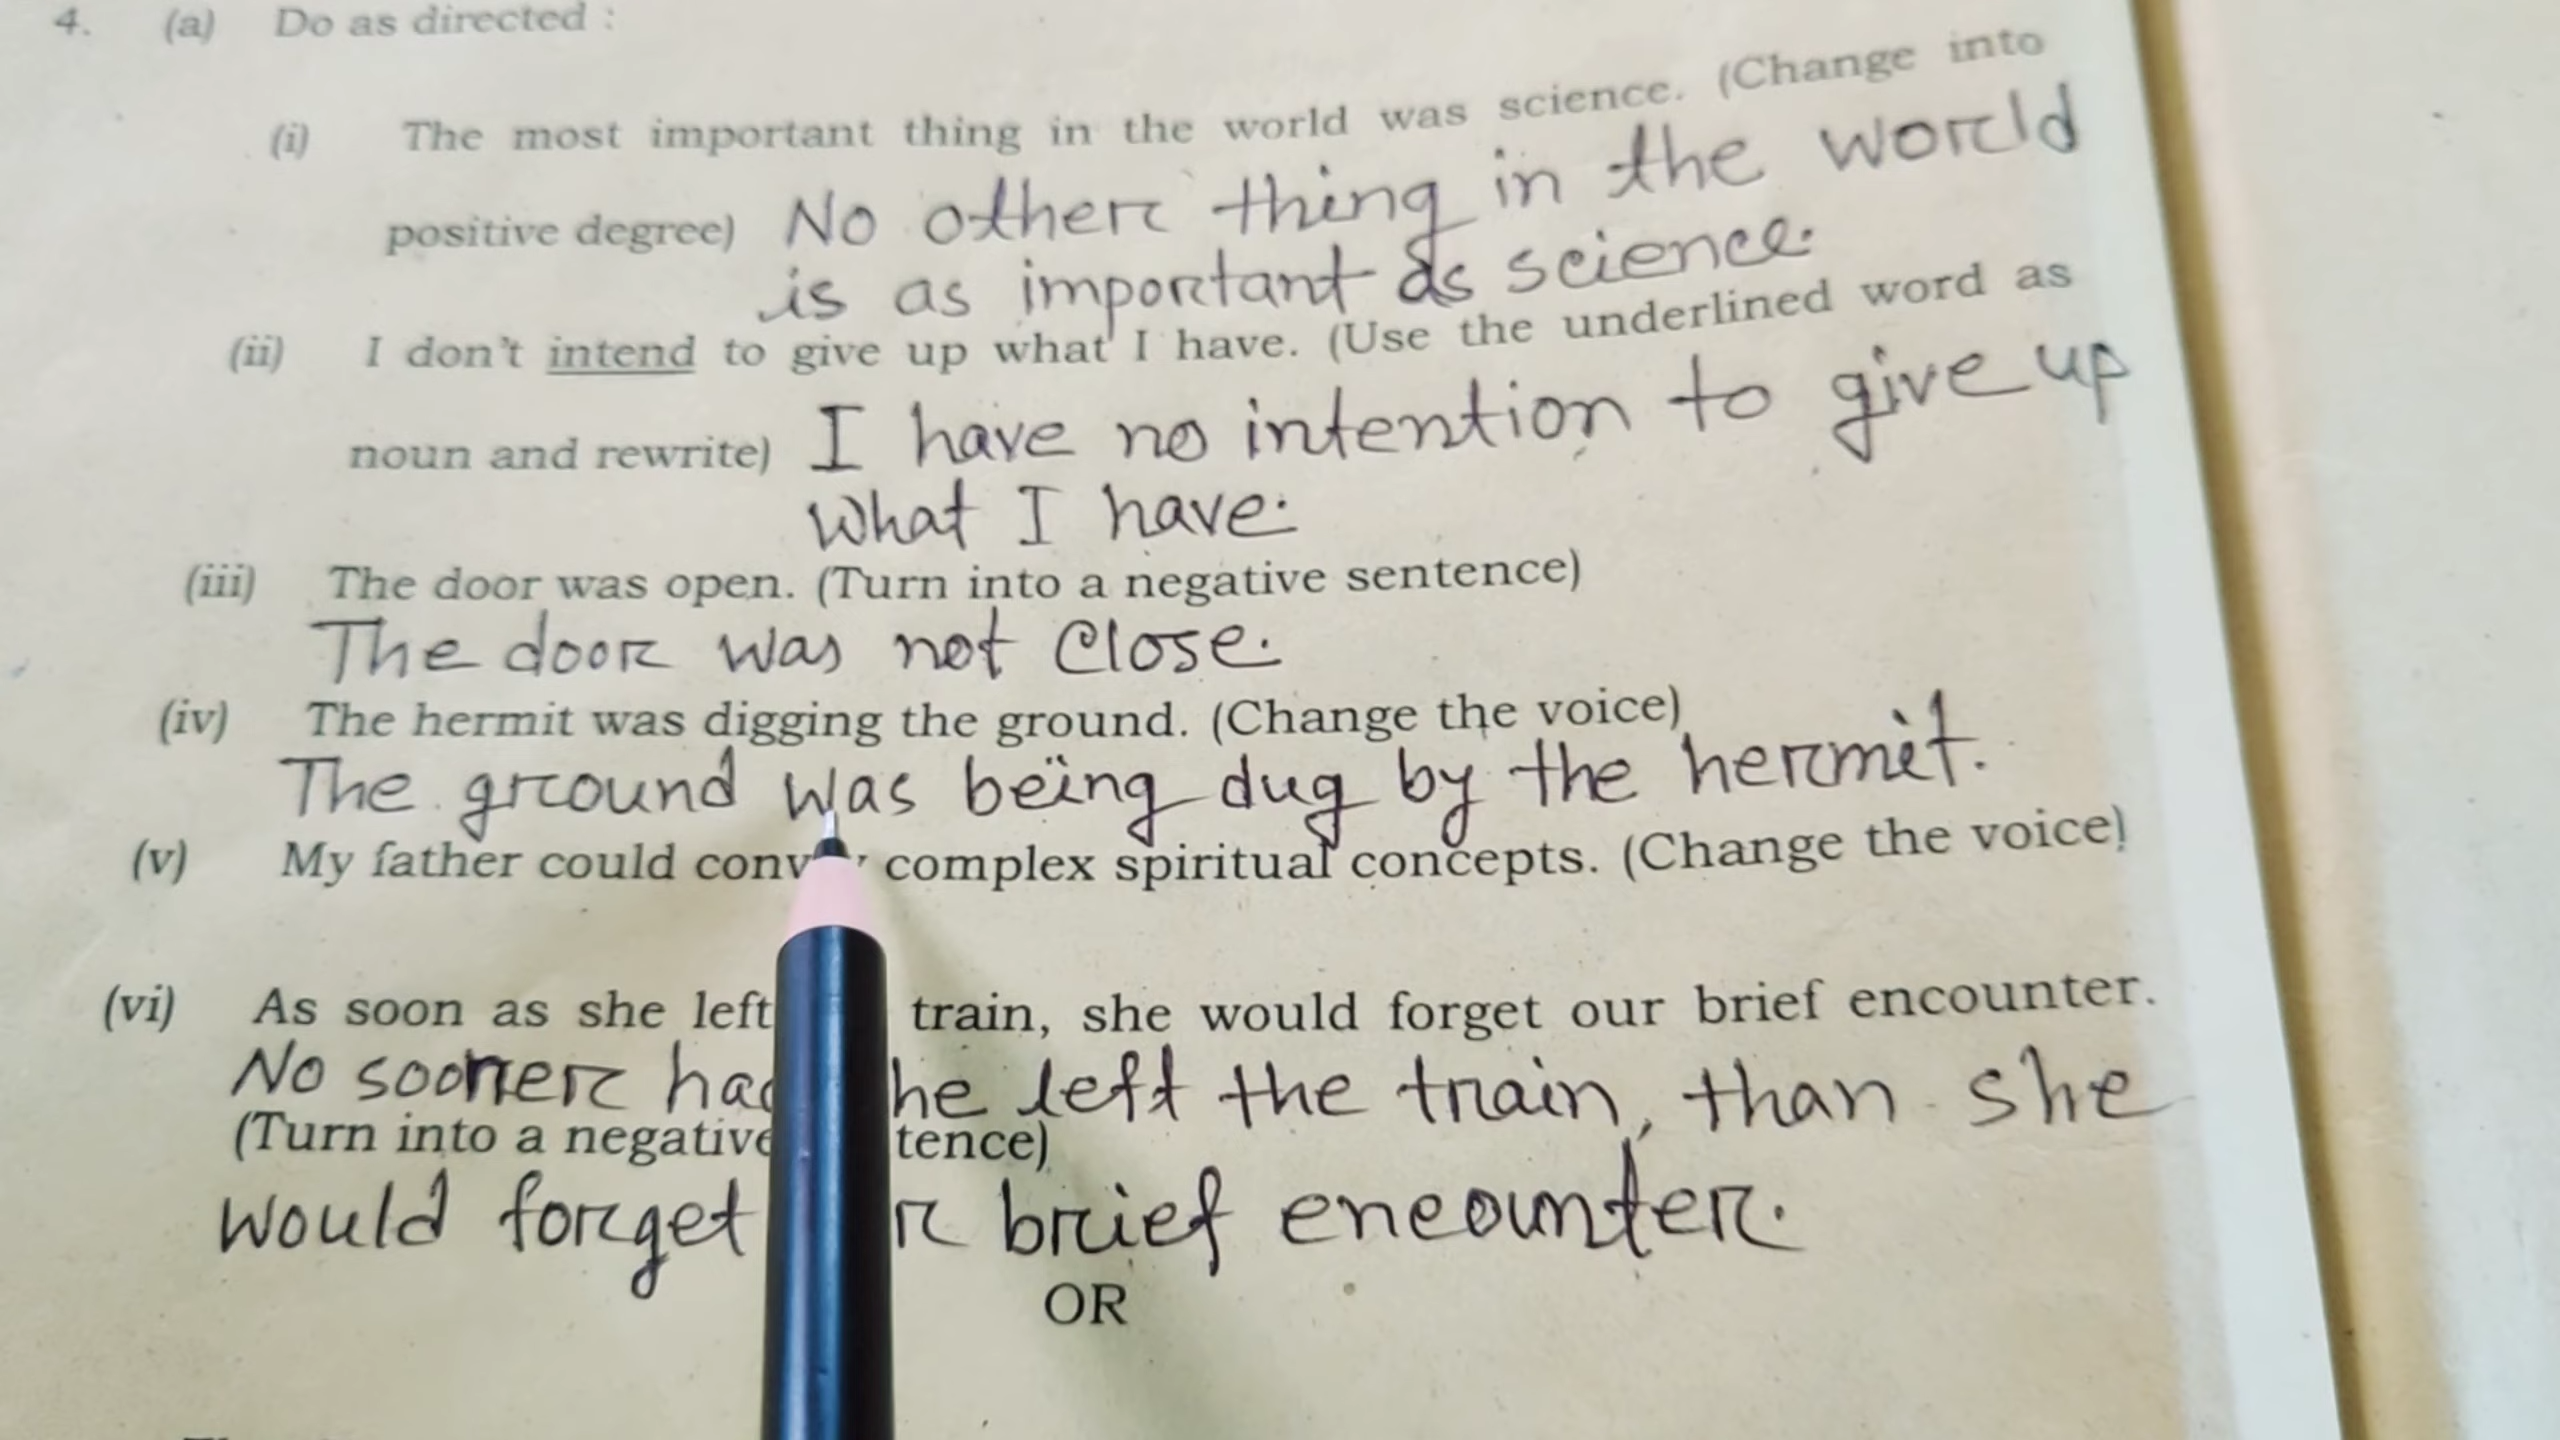 4. (a) Do as directed :
(i) The most important thing in the world was science. (Change into
positive degree) No other thing in the world
is as important as science.
(ii) I don't intend to give up what I have. (Use the underlined word as
noun and rewrite) I have no intention to give up
what I have.
(iii) The door was open. (Turn into a negative sentence)
The door was not close.
(iv) The hermit was digging the ground. (Change the voice)
The ground was being dug by the hermit.
(v) My father could complex spiritual concepts. (Change the voice)
(vi) As soon as she left train, she would forget our brief encounter.
No sooner left the train, than she
(Turn into a negative
would forget brief encounter.
OR